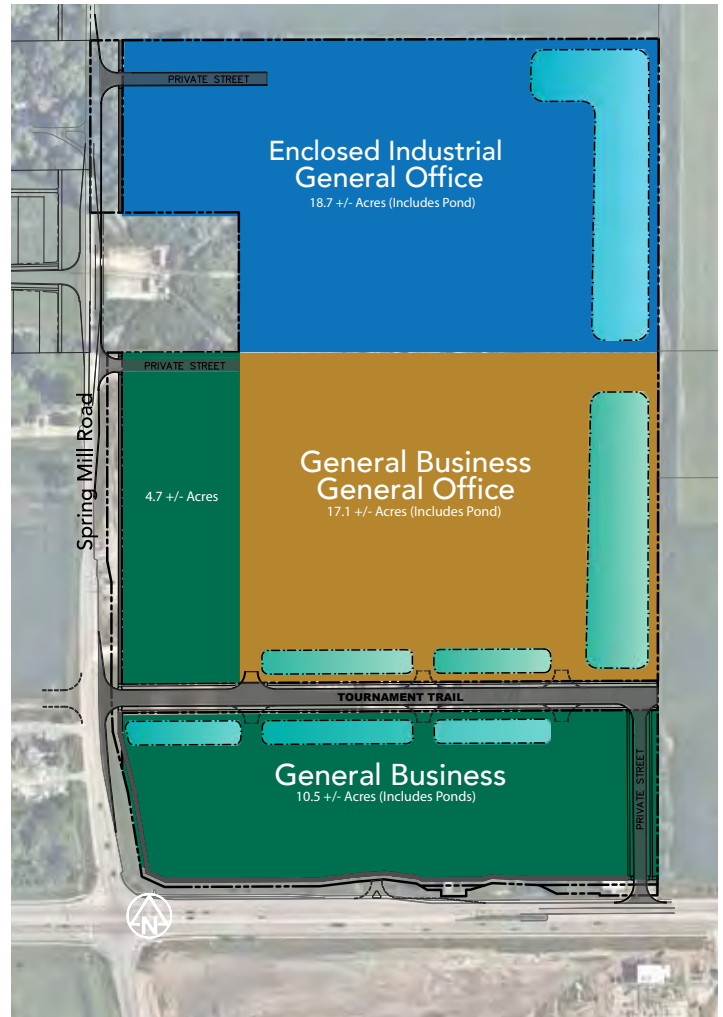 PRIVATE STREET
Enclosed Industrial
General Office
18.7 +/- Acres (Includes Pond)
PRIVATE STREET
Spring Mill Road
General Business
General Office
17.1 +/- Acres (Includes Pond)
4.7 +/- Acres
TOURNAMENT TRAIL
General Business
10.5 +/- Acres (Includes Ponds)
PRIVATE STREET
N